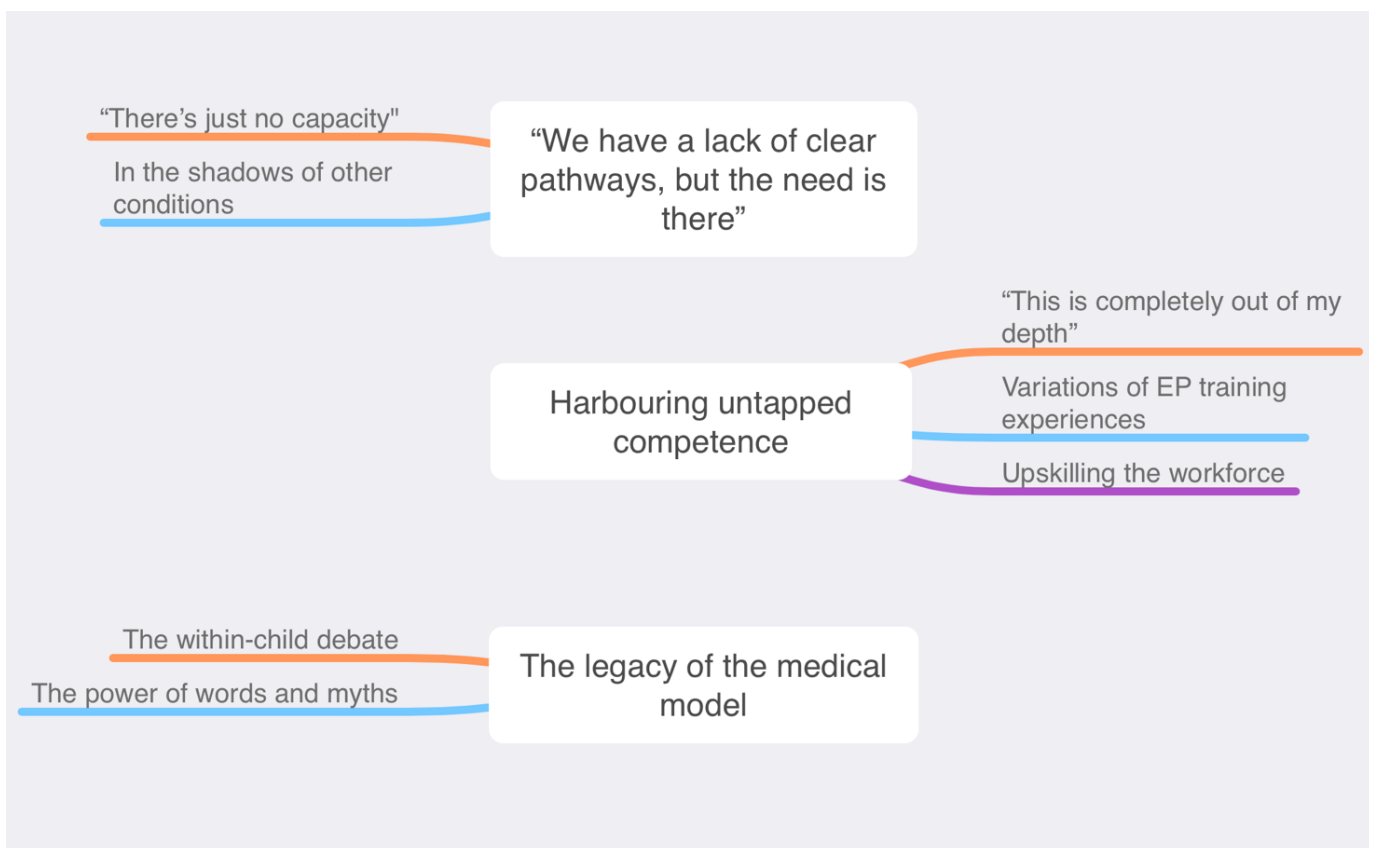 “There’s just no capacity"
In the shadows of other
conditions
“We have a lack of clear
pathways, but the need is
there”
“This is completely out of my
depth”
Variations of EP training
experiences
Upskilling the workforce
Harbouring untapped
competence
The within-child debate
The power of words and myths
The legacy of the medical
model